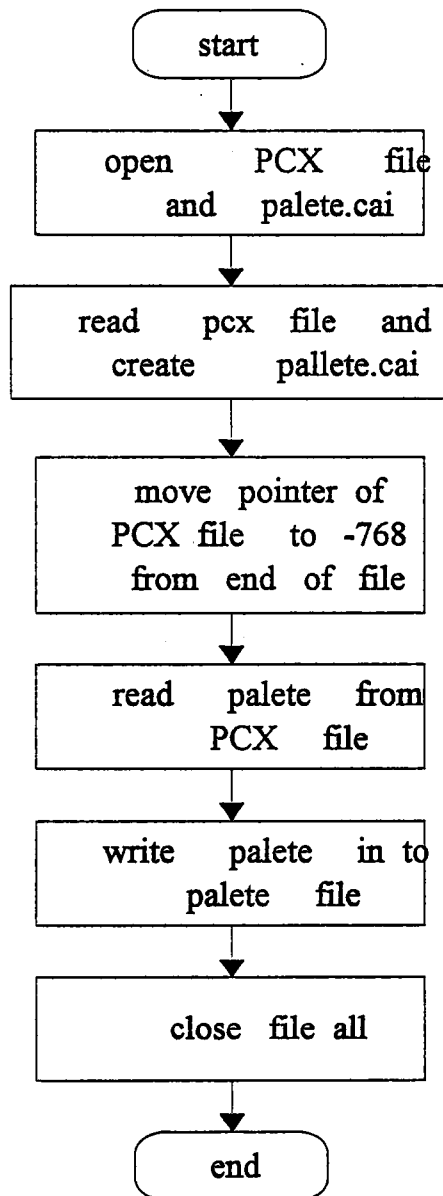 start
open PCX file
and palete.cai
read pcx file and
create pallete.cai
move pointer of
PCX file to -768
from end of file
read palete from
PCX file
write palete in to
palete file
close file all
end